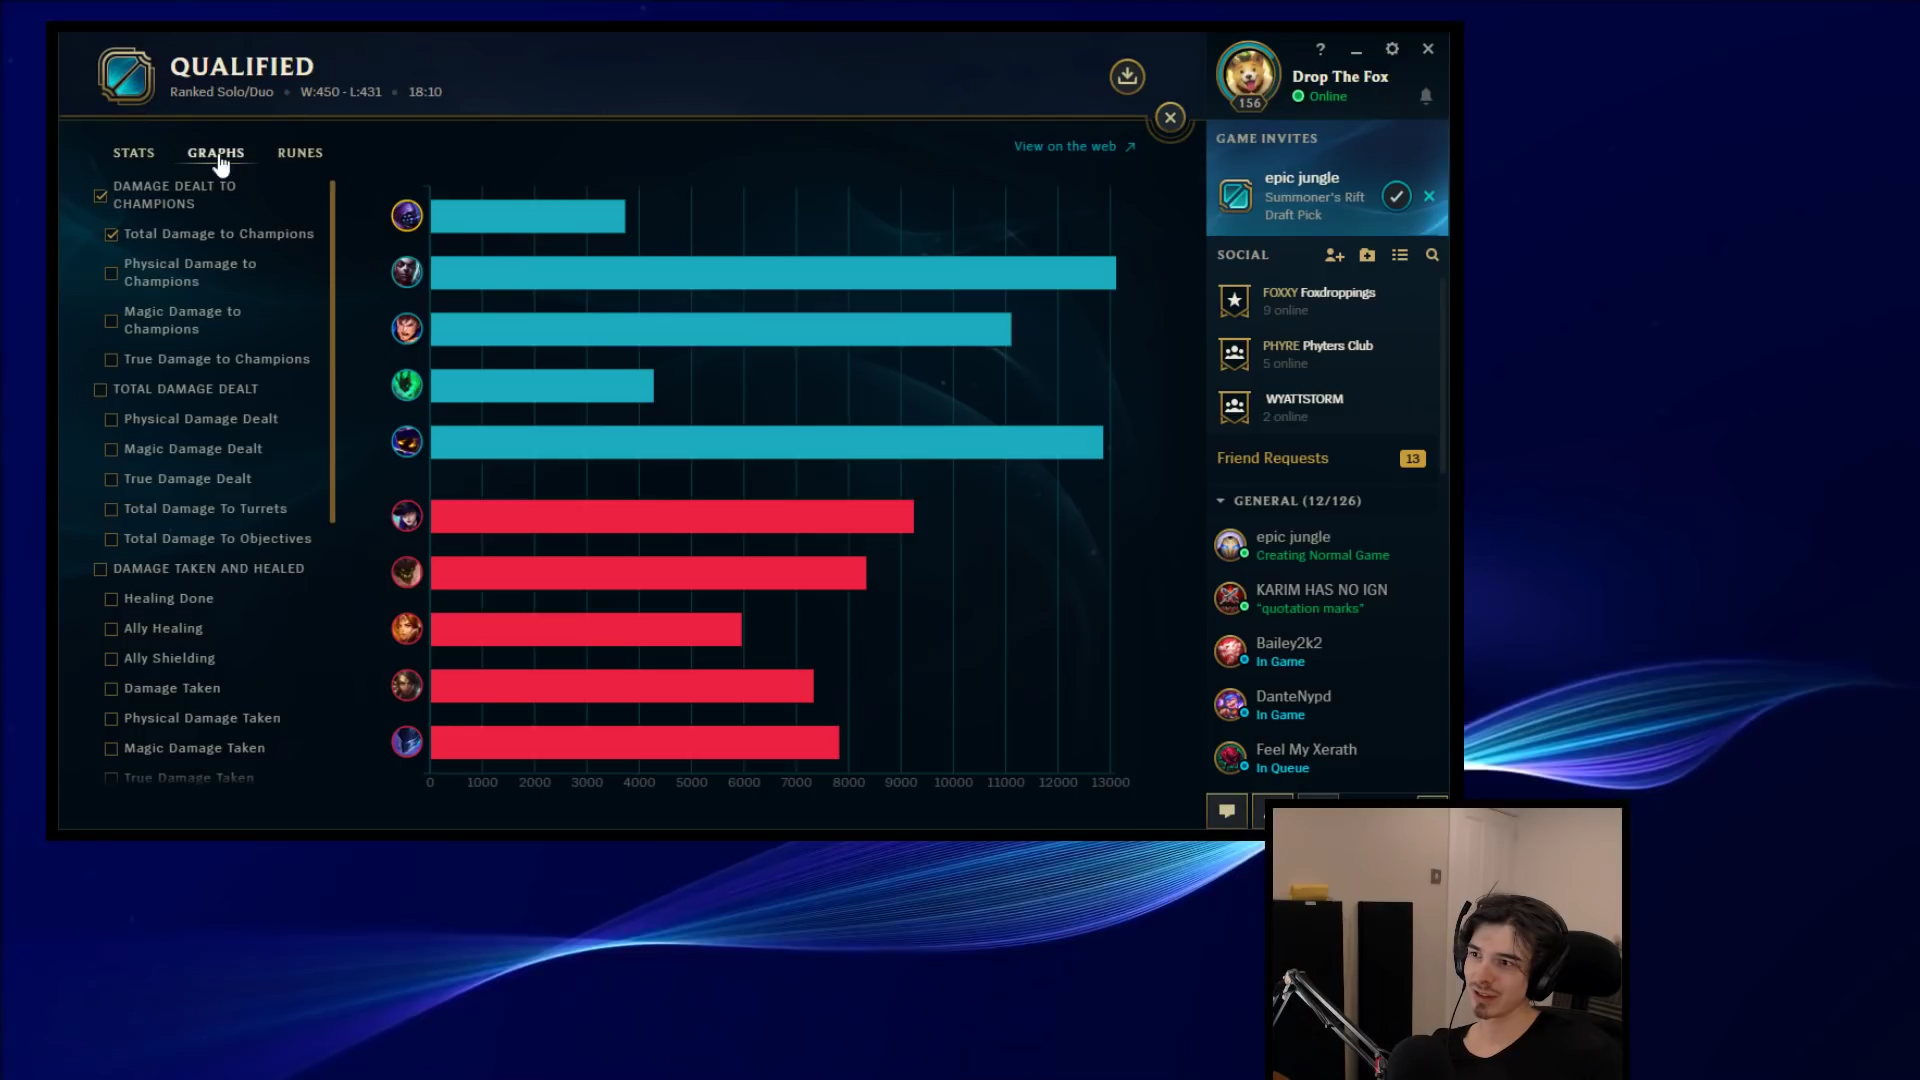 QUALIFIED
Ranked Solo/Duo • W:450 - L:431 • 18:10
STATS GRAPHS RUNES
View on the web
DAMAGE DEALT TO
CHAMPIONS
Total Damage to Champions
Physical Damage to
Champions
Magic Damage to
Champions
True Damage to Champions
TOTAL DAMAGE DEALT
Physical Damage Dealt
Magic Damage Dealt
True Damage Dealt
Total Damage To Turrets
Total Damage To Objectives
DAMAGE TAKEN AND HEALED
Healing Done
Ally Healing
Ally Shielding
Damage Taken
Physical Damage Taken
Magic Damage Taken
True Damage Taken
0 1000 2000 3000 4000 5000 6000 7000 8000 9000 10000 11000 12000 13000
?
156
Drop The Fox
Online
GAME INVITES
epic jungle
Summoner's Rift
Draft Pick
SOCIAL
FOXXY Foxdroppings
9 online
PHYRE Phyters Club
5 online
WYATTSTORM
2 online
Friend Requests 13
GENERAL (12/126)
epic jungle
Creating Normal Game
KARIM HAS NO IGN
"quotation marks"
Bailey2k2
In Game
DanteNypd
In Game
Feel My Xerath
In Queue